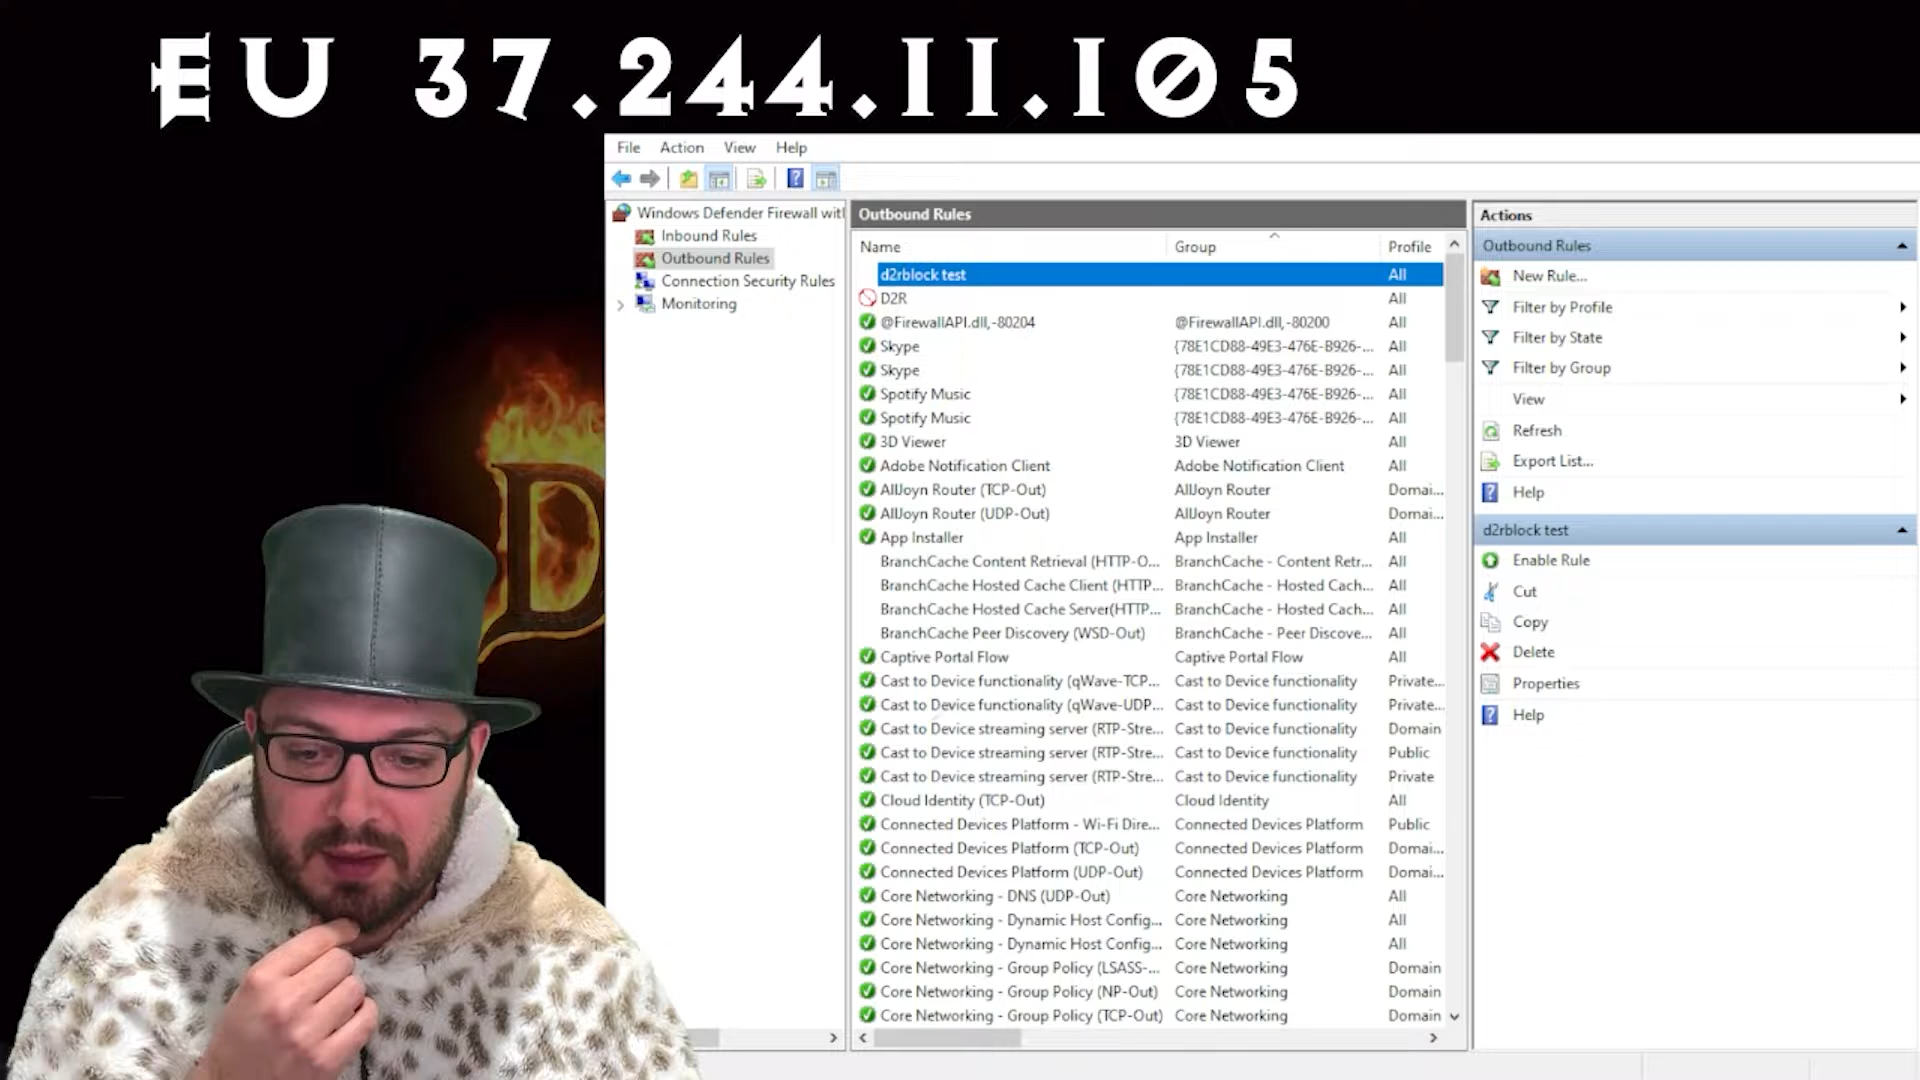 EU 37.244.11.105
File Action View Help
Windows Defender Firewall wit
Inbound Rules
Outbound Rules
Connection Security Rules
Monitoring
Outbound Rules
Name Group Profile
d2rblock test All
D2R All
@FirewallAPI.dll,-80204 @FirewallAPI.dll,-80200 All
Skype {78E1CD88-49E3-476E-B926-... All
Skype {78E1CD88-49E3-476E-B926-... All
Spotify Music {78E1CD88-49E3-476E-B926-... All
Spotify Music {78E1CD88-49E3-476E-B926-... All
3D Viewer 3D Viewer All
Adobe Notification Client Adobe Notification Client All
AllJoyn Router (TCP-Out) AllJoyn Router Domai...
AllJoyn Router (UDP-Out) AllJoyn Router Domai...
App Installer App Installer All
BranchCache Content Retrieval (HTTP-O... BranchCache - Content Retr... All
BranchCache Hosted Cache Client (HTTP... BranchCache - Hosted Cach... All
BranchCache Hosted Cache Server(HTTP... BranchCache - Hosted Cach... All
BranchCache Peer Discovery (WSD-Out) BranchCache - Peer Discove... All
Captive Portal Flow Captive Portal Flow All
Cast to Device functionality (qWave-TCP... Cast to Device functionality Private...
Cast to Device functionality (qWave-UDP... Cast to Device functionality Private...
Cast to Device streaming server (RTP-Stre... Cast to Device functionality Domain
Cast to Device streaming server (RTP-Stre... Cast to Device functionality Public
Cast to Device streaming server (RTP-Stre... Cast to Device functionality Private
Cloud Identity (TCP-Out) Cloud Identity All
Connected Devices Platform - Wi-Fi Dire... Connected Devices Platform Public
Connected Devices Platform (TCP-Out) Connected Devices Platform Domai...
Connected Devices Platform (UDP-Out) Connected Devices Platform Domai...
Core Networking - DNS (UDP-Out) Core Networking All
Core Networking - Dynamic Host Config... Core Networking All
Core Networking - Dynamic Host Config... Core Networking All
Core Networking - Group Policy (LSASS-... Core Networking Domain
Core Networking - Group Policy (NP-Out) Core Networking Domain
Core Networking - Group Policy (TCP-Out) Core Networking Domain
Actions
Outbound Rules
New Rule...
Filter by Profile
Filter by State
Filter by Group
View
Refresh
Export List...
Help
d2rblock test
Enable Rule
Cut
Copy
Delete
Properties
Help
D